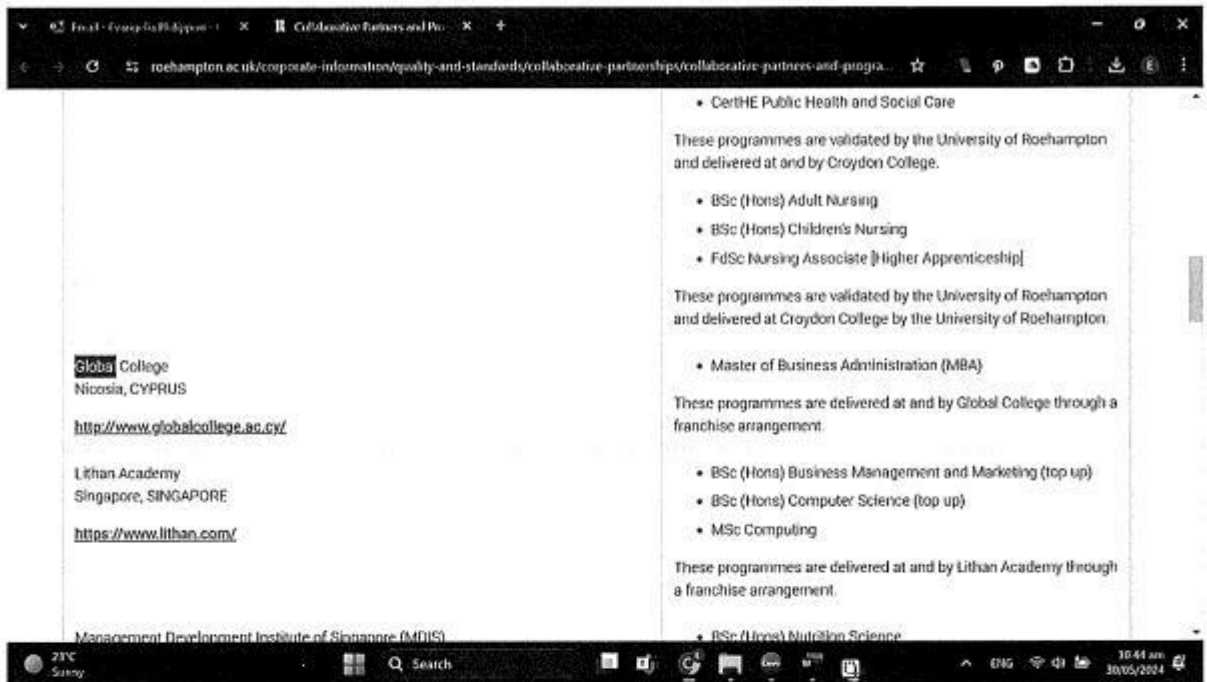 Collaborative Partners and Pro
roehampton.ac.uk/corporate-information/quality-and-standards/collaborative-partnerships/collaborative-partners-and-progra...
• CertHE Public Health and Social Care
These programmes are validated by the University of Roehampton
and delivered at and by Croydon College.
• BSc (Hons) Adult Nursing
• BSc (Hons) Children's Nursing
• FdSc Nursing Associate [Higher Apprenticeship]
These programmes are validated by the University of Roehampton
and delivered at Croydon College by the University of Roehampton.
Global College
Nicosia, CYPRUS
http://www.globalcollege.ac.cy/
• Master of Business Administration (MBA)
These programmes are delivered at and by Global College through a
franchise arrangement.
Lithan Academy
Singapore, SINGAPORE
https://www.lithan.com/
• BSc (Hons) Business Management and Marketing (top up)
• BSc (Hons) Computer Science (top up)
• MSc Computing
These programmes are delivered at and by Lithan Academy through
a franchise arrangement.
Management Development Institute of Singapore (MDIS)
• BSc (Hons) Nutrition Science
23°C
Sunny
Search
ENG
10:44 am
30/05/2024